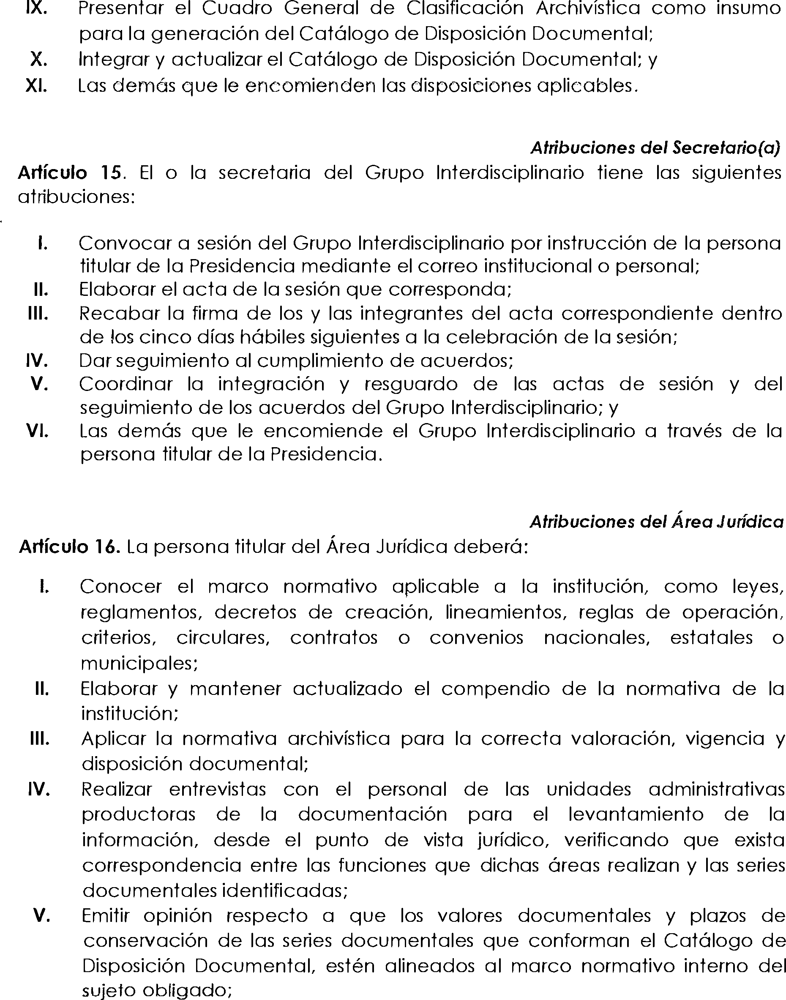 IX. Presentar el Cuadro General de Clasificación Archivística como insumo
para la generación del Catálogo de Disposición Documental;
X. Integrar y actualizar el Catálogo de Disposición Documental; y
XI. Las demás que le encomienden las disposiciones aplicables.
Atribuciones del Secretario(a)
Artículo 15. El o la secretaria del Grupo Interdisciplinario tiene las siguientes
atribuciones:
I. Convocar a sesión del Grupo Interdisciplinario por instrucción de la persona
titular de la Presidencia mediante el correo institucional o personal;
II. Elaborar el acta de la sesión que corresponda;
III. Recabar la firma de los y las integrantes del acta correspondiente dentro
de los cinco días hábiles siguientes a la celebración de la sesión;
IV. Dar seguimiento al cumplimiento de acuerdos;
V. Coordinar la integración y resguardo de las actas de sesión y del
seguimiento de los acuerdos del Grupo Interdisciplinario; y
VI. Las demás que le encomiende el Grupo Interdisciplinario a través de la
persona titular de la Presidencia.
Atribuciones del Área Jurídica
Artículo 16. La persona titular del Área Jurídica deberá:
I. Conocer el marco normativo aplicable a la institución, como leyes,
reglamentos, decretos de creación, lineamientos, reglas de operación,
criterios, circulares, contratos o convenios nacionales, estatales o
municipales;
II. Elaborar y mantener actualizado el compendio de la normativa de la
institución;
III. Aplicar la normativa archivística para la correcta valoración, vigencia y
disposición documental;
IV. Realizar entrevistas con el personal de las unidades administrativas
productoras de la documentación para el levantamiento de la
información, desde el punto de vista jurídico, verificando que exista
correspondencia entre las funciones que dichas áreas realizan y las series
documentales identificadas;
V. Emitir opinión respecto a que los valores documentales y plazos de
conservación de las series documentales que conforman el Catálogo de
Disposición Documental, estén alineados al marco normativo interno del
sujeto obligado;